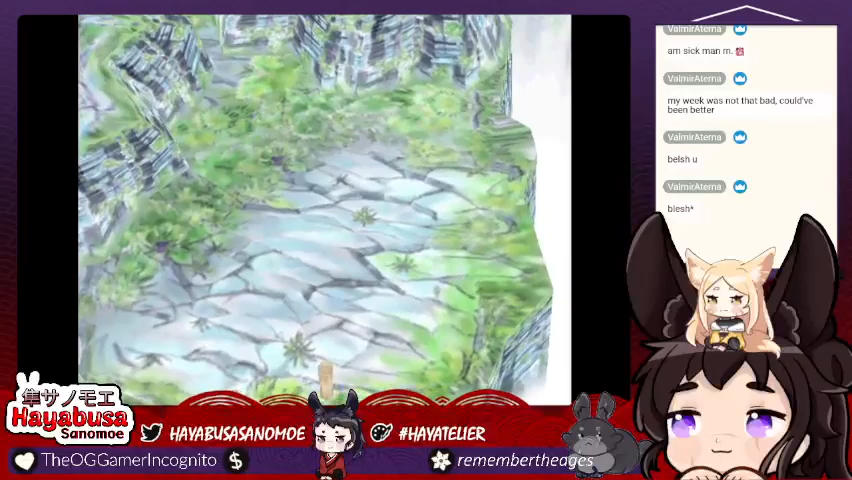 ValmirAterna
am sick man rn.
ValmirAterna
my week was not that bad, could've
been better
ValmirAterna
belsh u
ValmirAterna
blesh*
隼サノモエ
Hayabusa
Sanomoe
HAYABUSASANOMOE
#HAYATELIER
TheOGGamerIncognito
$
remembertheages